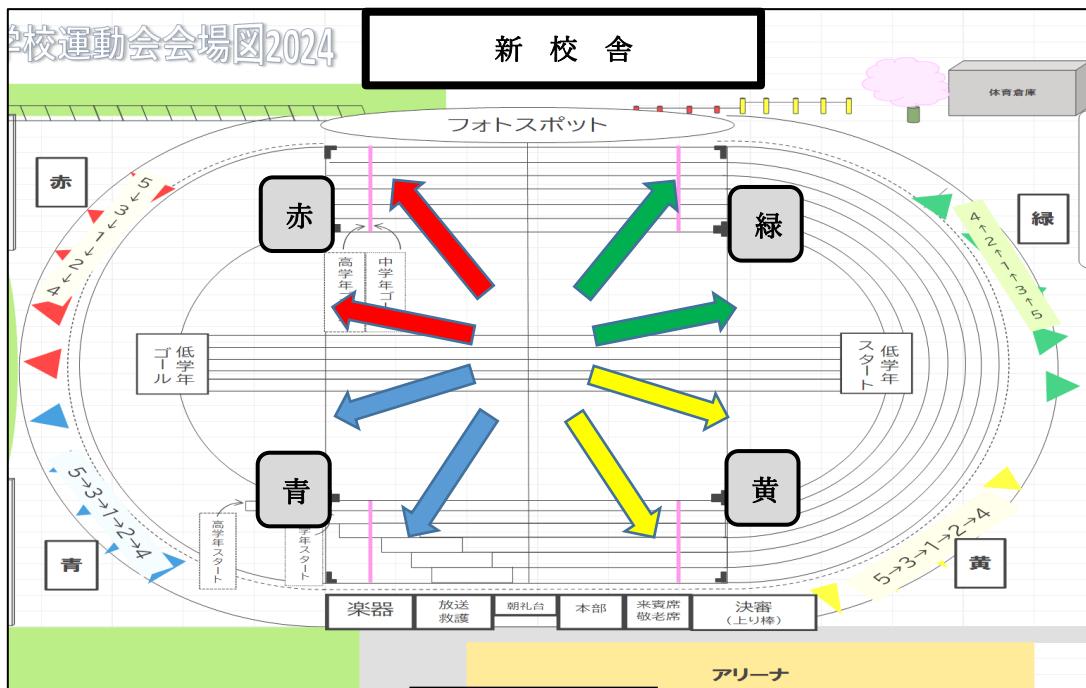 学校運動会会場図2024
新 校 舎
体育倉庫
フォトスポット
赤
赤
緑
緑
5→3→1→2→4
4←2←1←3←5
高学年
中学年ゴー
低学年
ゴール
低学年
スタート
青
黄
5→3→1→2→4
高学年スタート
学年スタート
5→3→1→2→4
青
黄
楽器
放送
救護
朝礼台
本部
来賓席
敬老席
決審
(上り棒)
アリーナ